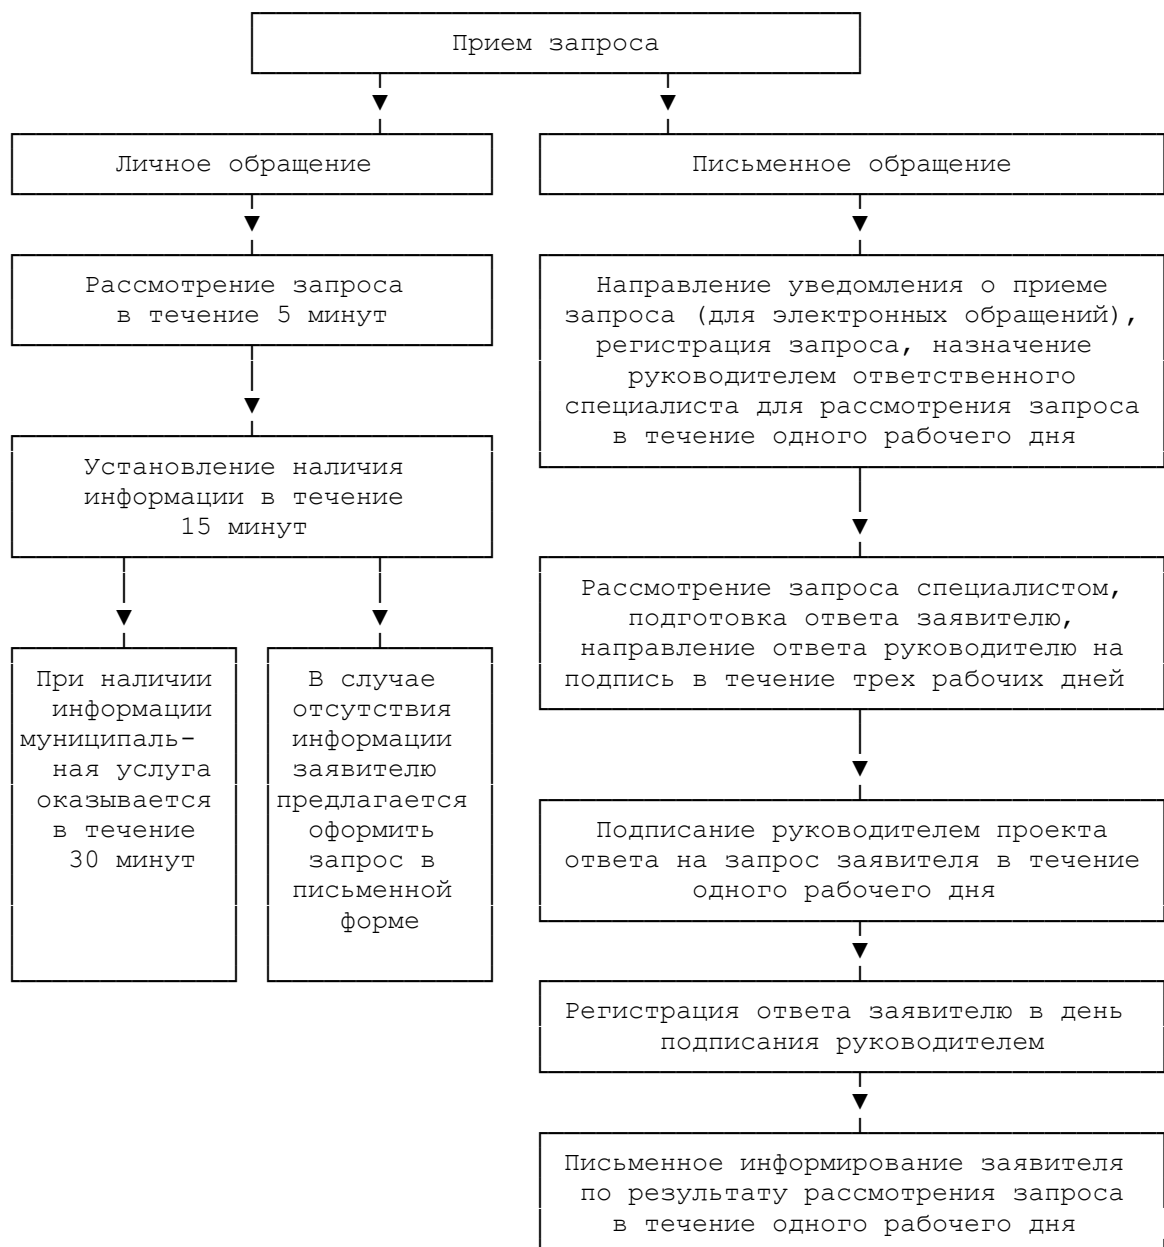 Прием запроса
Личное обращение
Письменное обращение
Рассмотрение запроса
в течение 5 минут
Направление уведомления о приеме
запроса (для электронных обращений),
регистрация запроса, назначение
руководителем ответственного
специалиста для рассмотрения запроса
в течение одного рабочего дня
Установление наличия
информации в течение
15 минут
Рассмотрение запроса специалистом,
подготовка ответа заявителю,
направление ответа руководителю на
подпись в течение трех рабочих дней
При наличии
информации
муниципаль-
ная услуга
оказывается
в течение
30 минут
В случае
отсутствия
информации
заявителю
предлагается
оформить
запрос в
письменной
форме
Подписание руководителем проекта
ответа на запрос заявителя в течение
одного рабочего дня
Регистрация ответа заявителю в день
подписания руководителем
Письменное информирование заявителя
по результату рассмотрения запроса
в течение одного рабочего дня